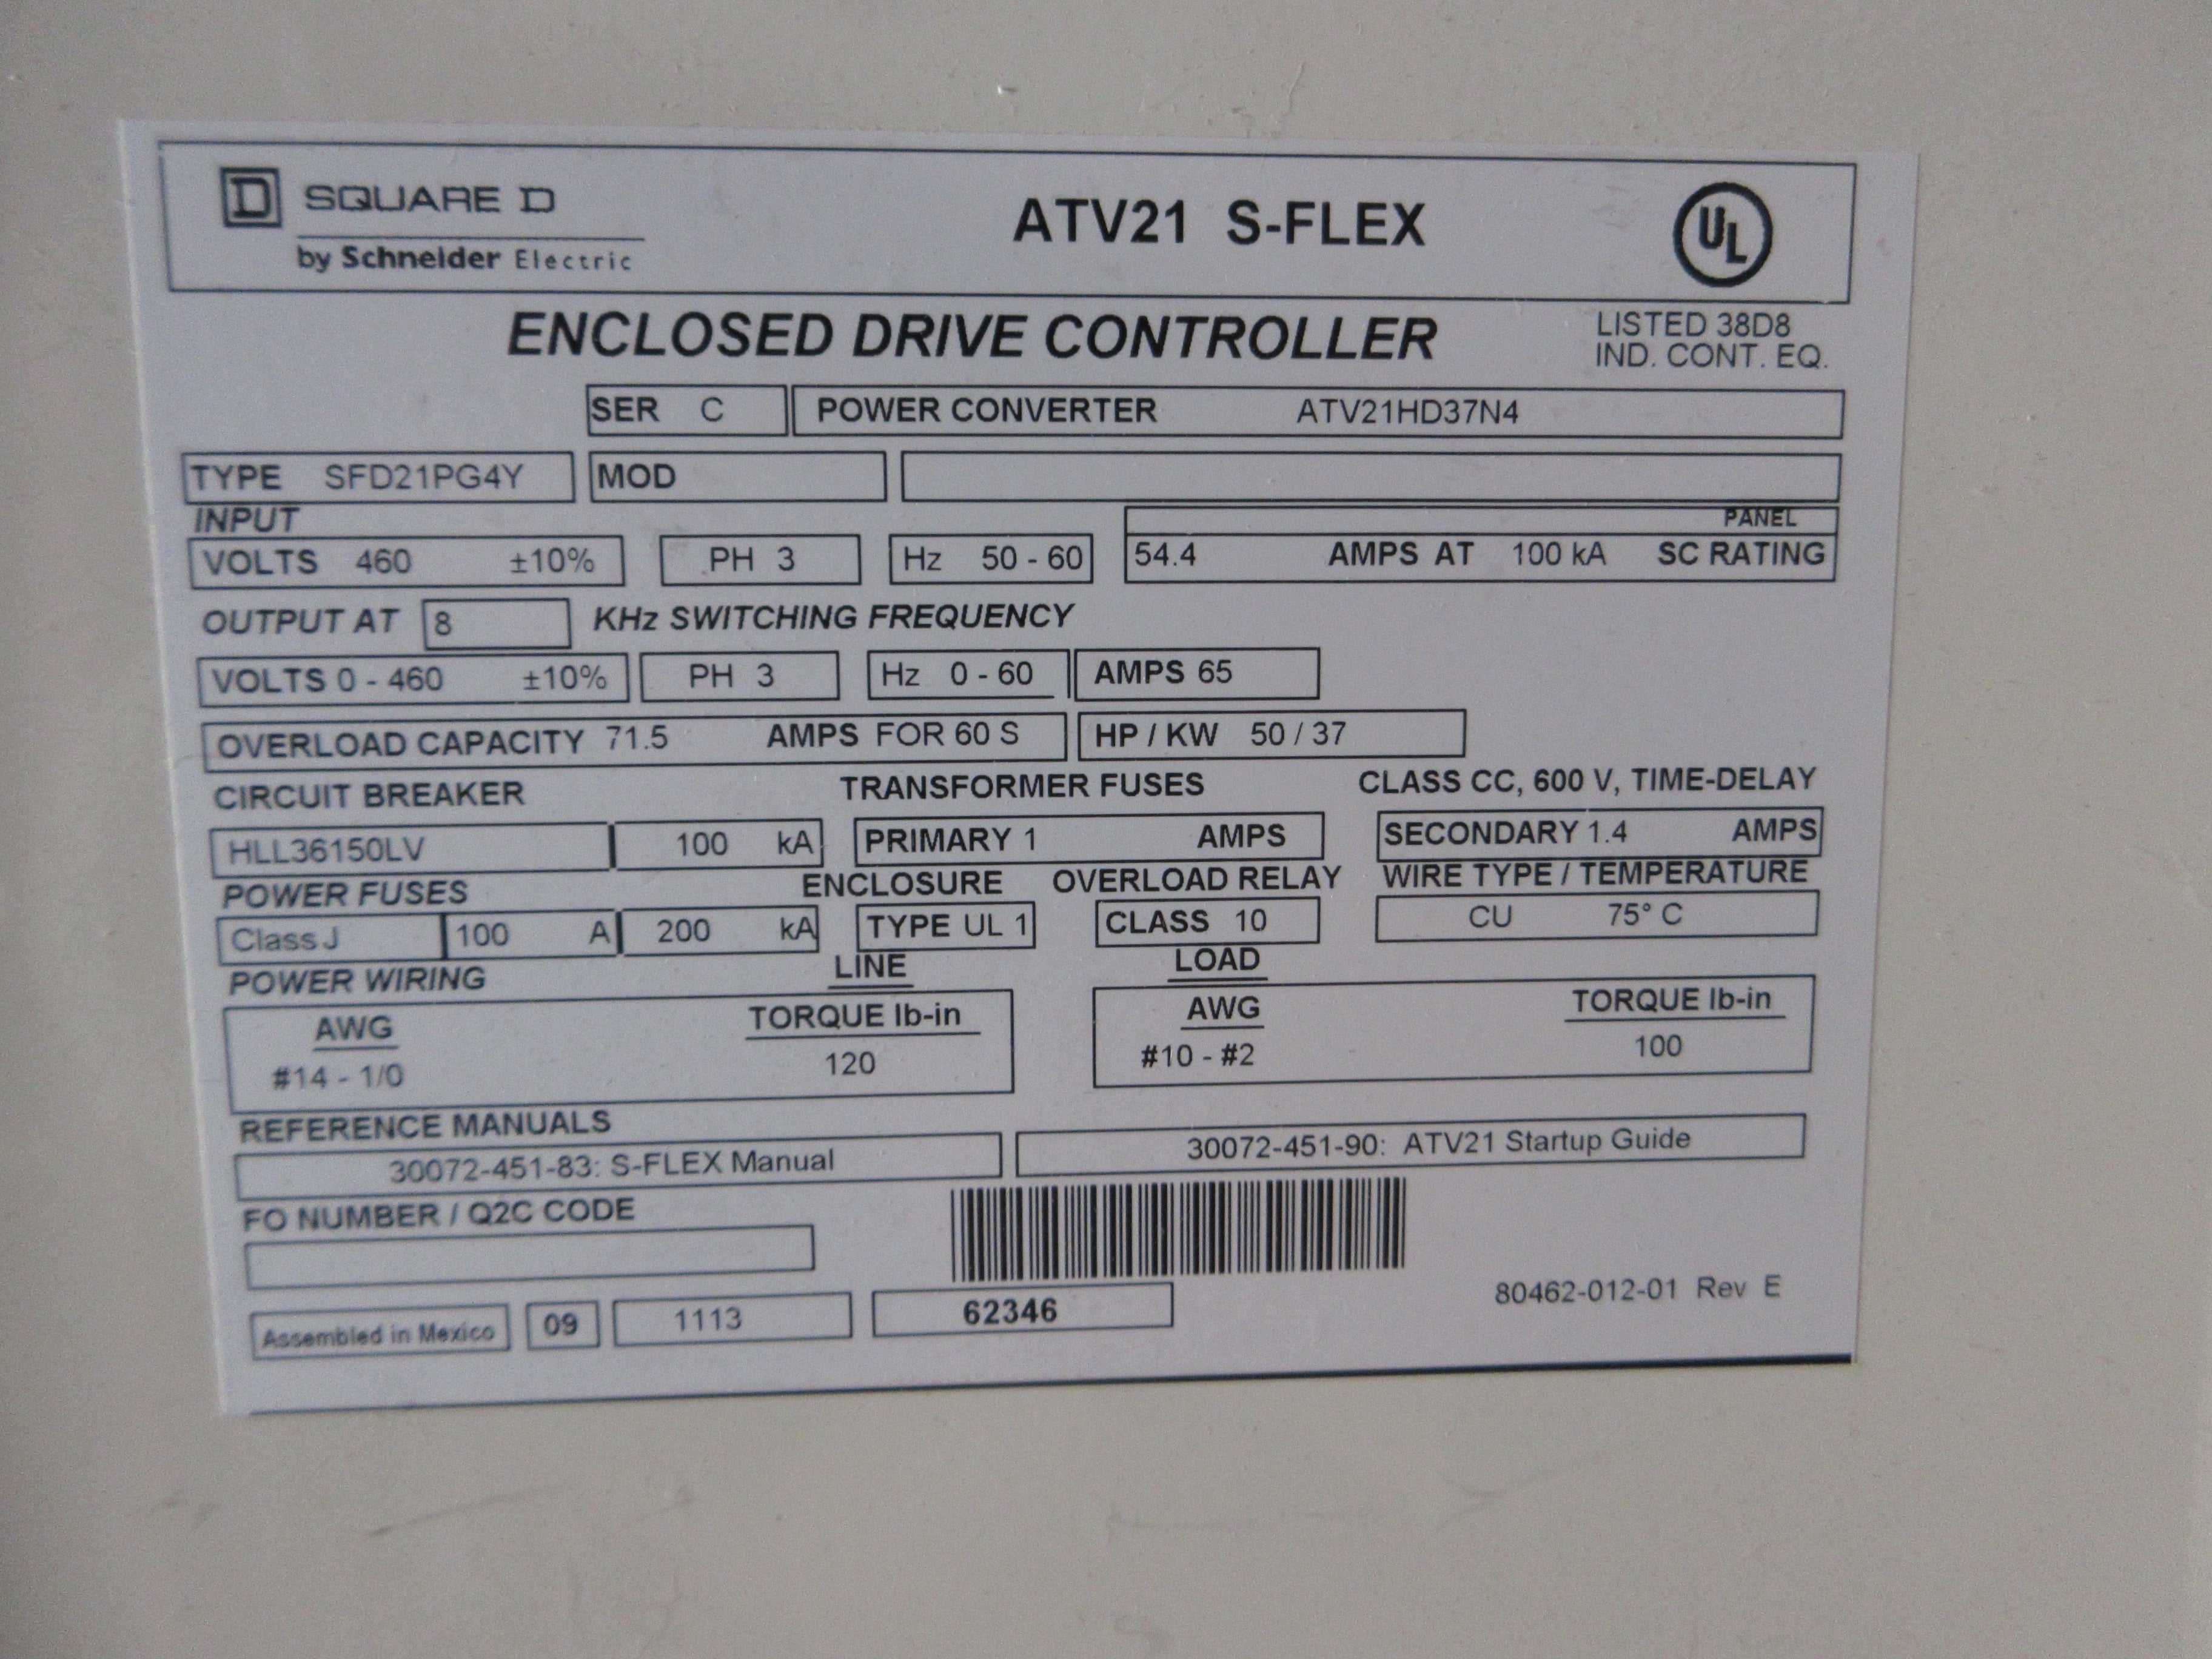 D SQUARE D
by Schneider Electric
ATV21 S-FLEX
UL
ENCLOSED DRIVE CONTROLLER
LISTED 38D8
IND. CONT. EQ.
SER C POWER CONVERTER ATV21HD37N4
TYPE SFD21PG4Y MOD
INPUT
PANEL
VOLTS 460 ±10% PH 3 Hz 50 - 60 54.4 AMPS AT 100 kA SC RATING
OUTPUT AT 8 KHz SWITCHING FREQUENCY
VOLTS 0 - 460 ±10% PH 3 Hz 0 - 60 AMPS 65
OVERLOAD CAPACITY 71.5 AMPS FOR 60 S HP / KW 50 / 37
CIRCUIT BREAKER TRANSFORMER FUSES CLASS CC, 600 V, TIME-DELAY
HLL36150LV 100 kA PRIMARY 1 AMPS SECONDARY 1.4 AMPS
POWER FUSES ENCLOSURE OVERLOAD RELAY WIRE TYPE / TEMPERATURE
Class J 100 A 200 kA TYPE UL 1 CLASS 10 CU 75° C
POWER WIRING LINE LOAD
AWG TORQUE lb-in AWG TORQUE lb-in
#14 - 1/0 120 #10 - #2 100
REFERENCE MANUALS
30072-451-83: S-FLEX Manual 30072-451-90: ATV21 Startup Guide
FO NUMBER / Q2C CODE
Assembled in Mexico 09 1113 62346 80462-012-01 Rev E